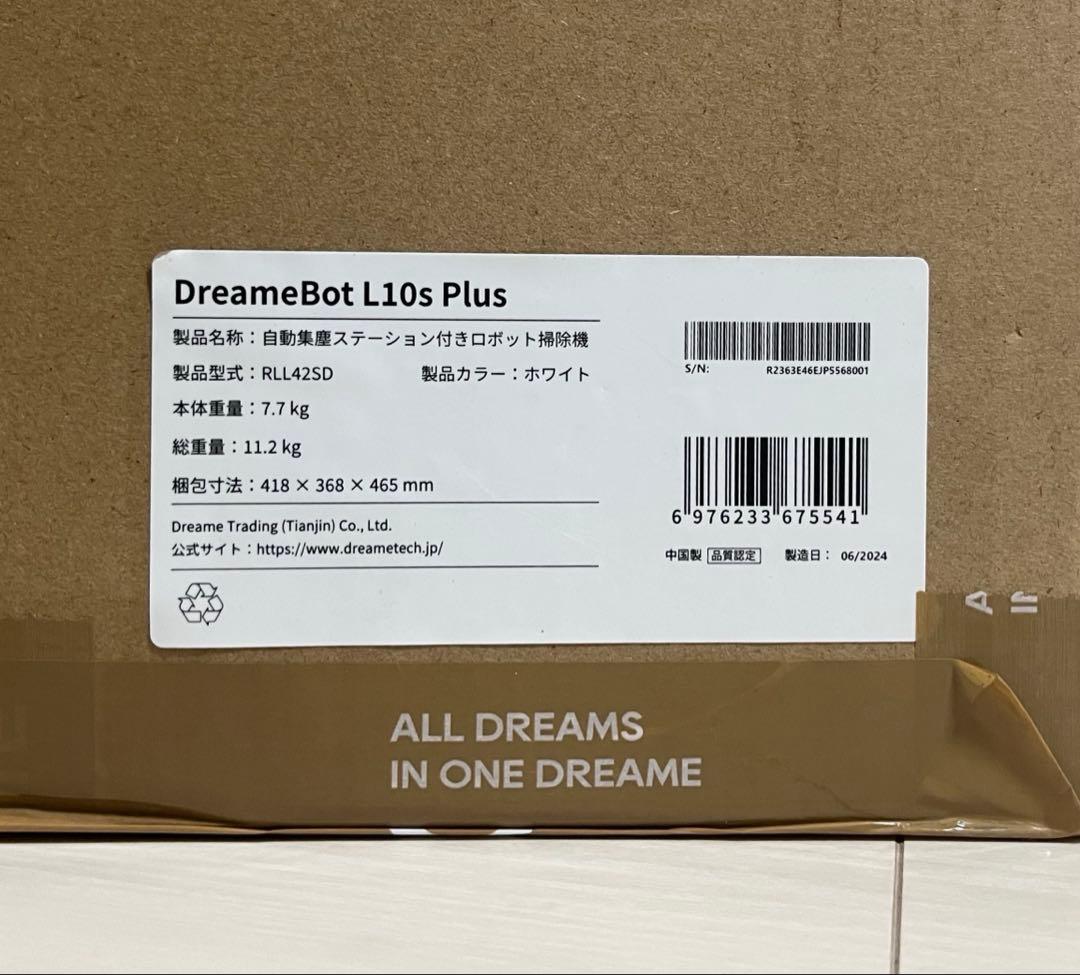 DreameBot L10s Plus
製品名称：自動集塵ステーション付きロボット掃除機
製品型式：RLL42SD 製品カラー：ホワイト
本体重量：7.7 kg
総重量：11.2 kg
梱包寸法：418 × 368 × 465 mm
Dreame Trading (Tianjin) Co., Ltd.
公式サイト：https://www.dreametech.jp/
S/N: R2363E46EJP5568001
6 976233 675541
中国製 品質認定 製造日： 06/2024
ALL DREAMS
IN ONE DREAME
A
IN